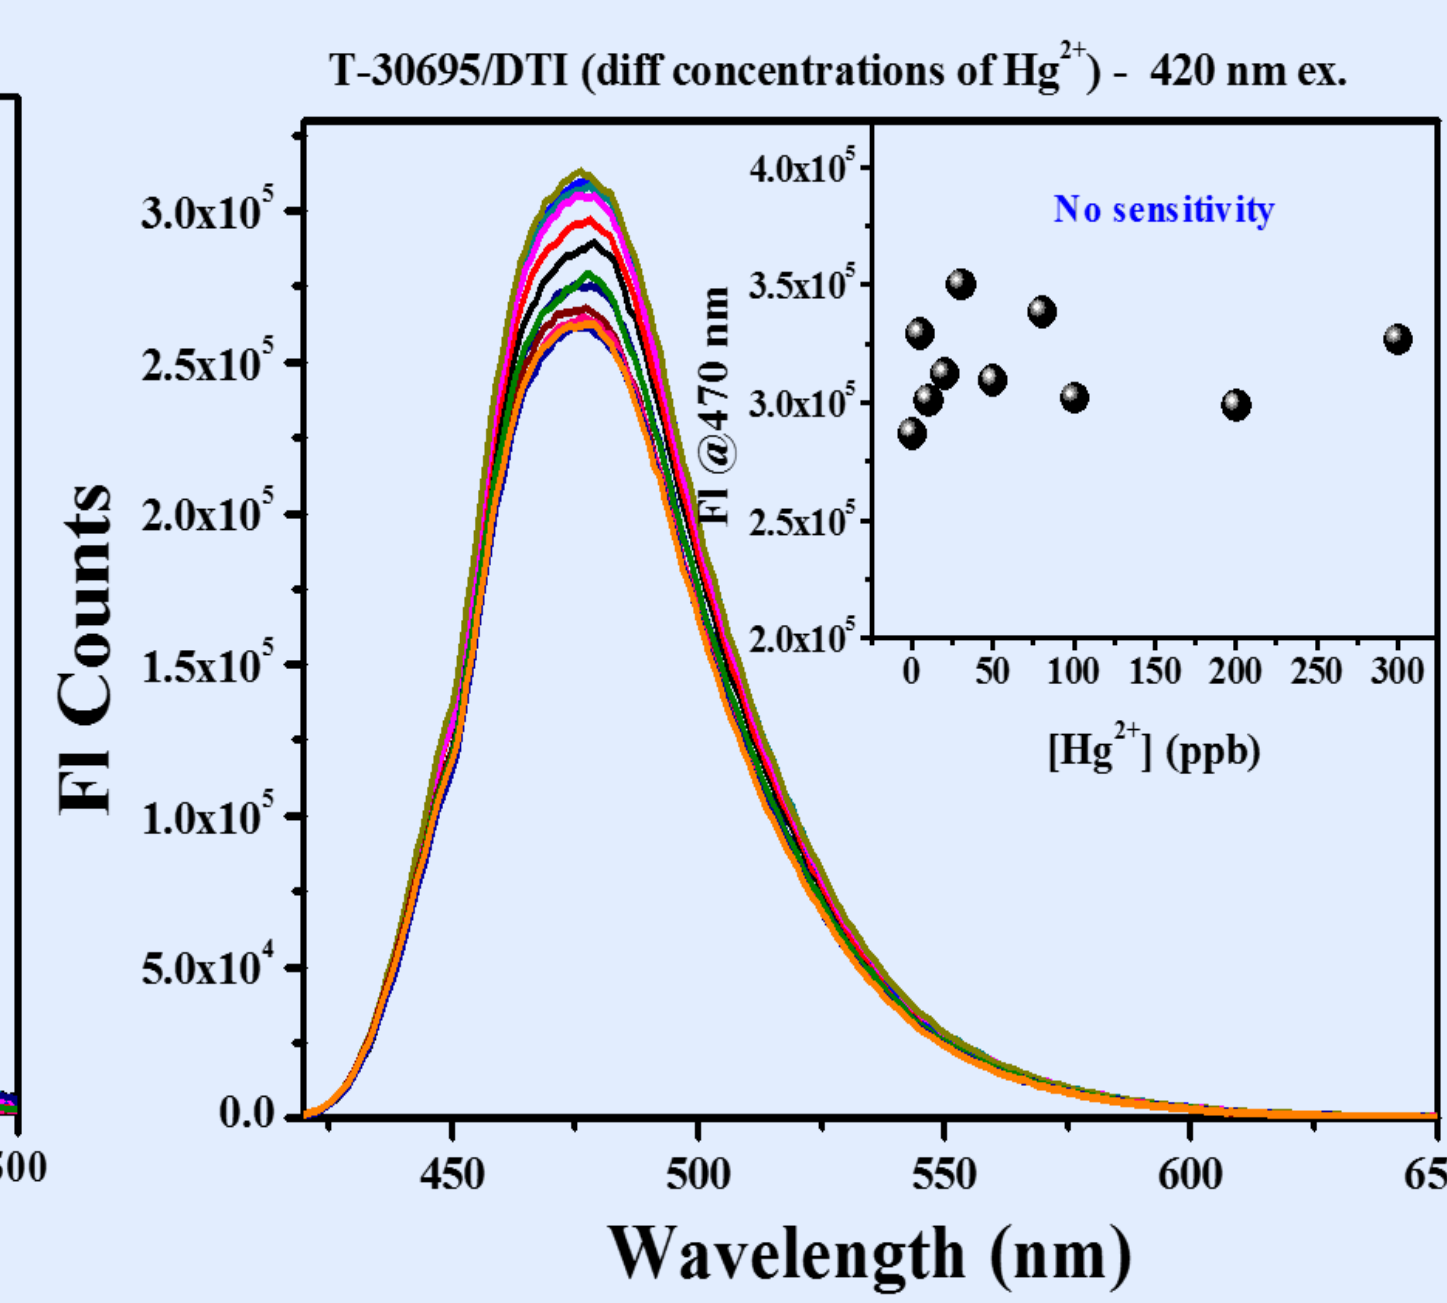 T-30695/DTI (diff concentrations of Hg²⁺) - 420 nm ex.
Fl Counts
3.0x10⁵
2.5x10⁵
2.0x10⁵
1.5x10⁵
1.0x10⁵
5.0x10⁴
0.0
450 500 550 600
Wavelength (nm)
Fl @470 nm
4.0x10⁵
3.5x10⁵
3.0x10⁵
2.5x10⁵
2.0x10⁵
No sensitivity
0 50 100 150 200 250 300
[Hg²⁺] (ppb)